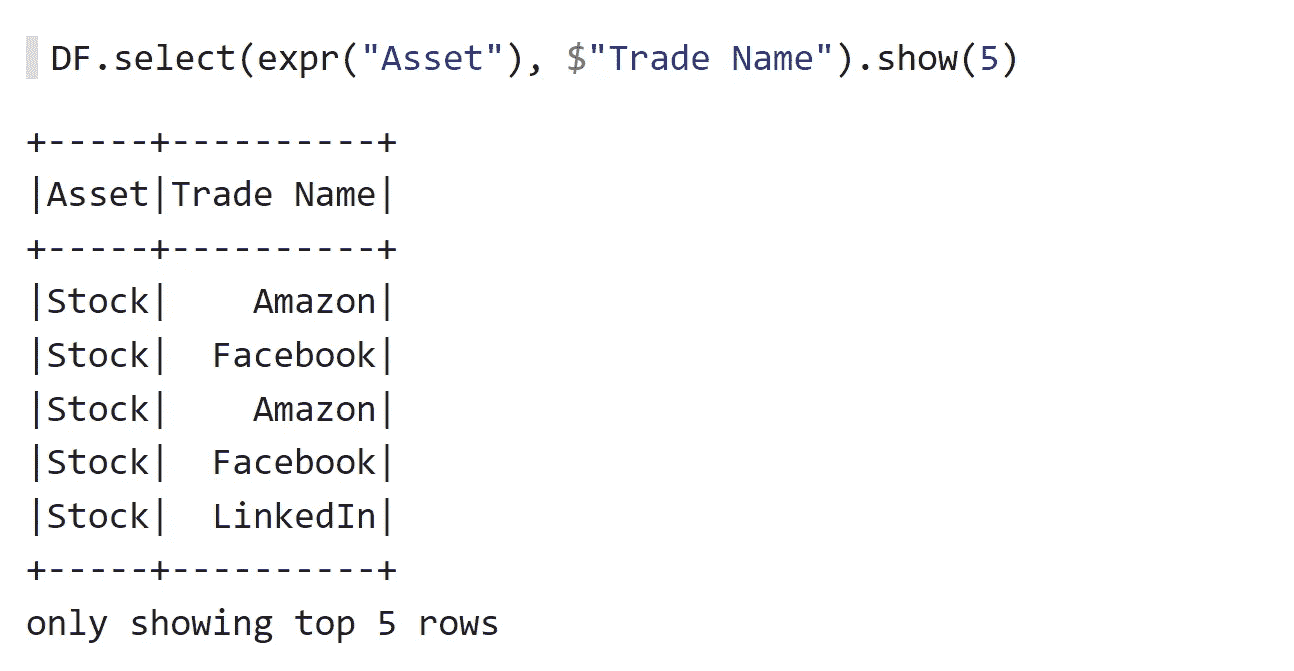 DF.select(expr("Asset"), $"Trade Name").show(5)
+-----+----------+
|Asset|Trade Name|
+-----+----------+
|Stock|    Amazon|
|Stock|  Facebook|
|Stock|    Amazon|
|Stock|  Facebook|
|Stock|  LinkedIn|
+-----+----------+
only showing top 5 rows